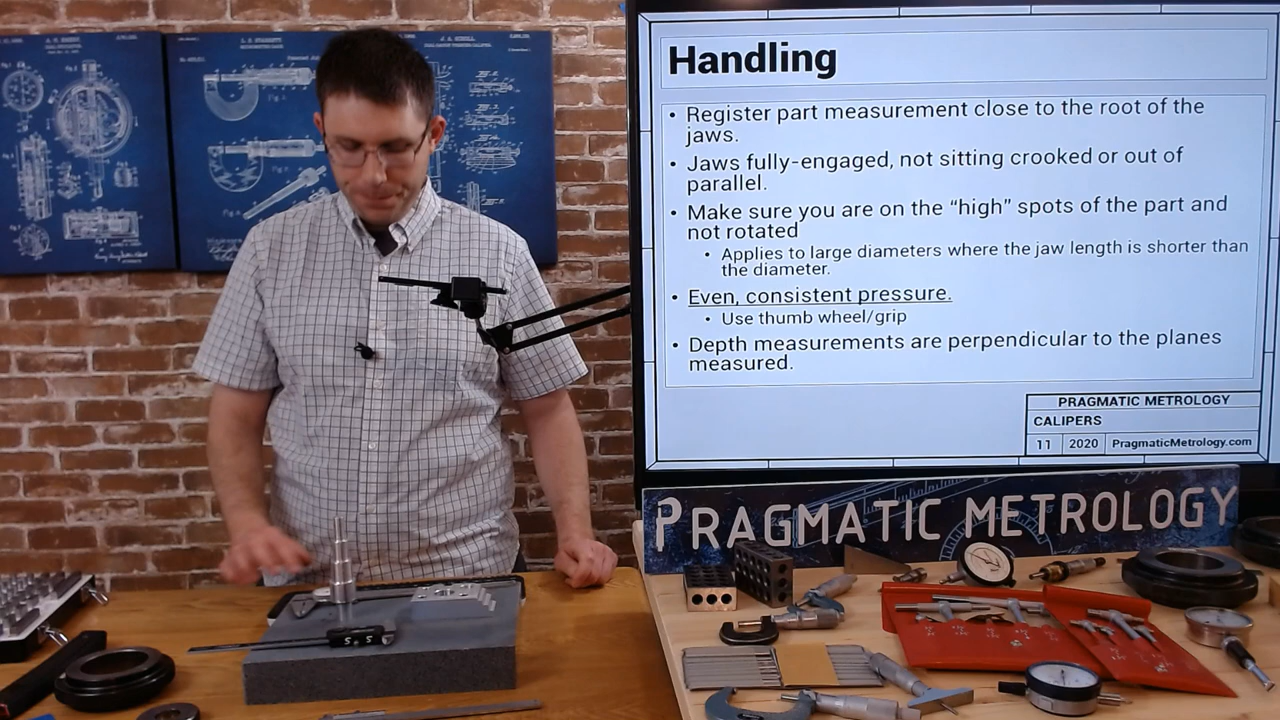 Handling
• Register part measurement close to the root of the
jaws.
• Jaws fully-engaged, not sitting crooked or out of
parallel.
• Make sure you are on the “high” spots of the part and
not rotated
• Applies to large diameters where the jaw length is shorter than
the diameter.
• Even, consistent pressure.
• Use thumb wheel/grip
• Depth measurements are perpendicular to the planes
measured.
PRAGMATIC METROLOGY
CALIPERS
11 2020 PragmaticMetrology.com
PRAGMATIC METROLOGY